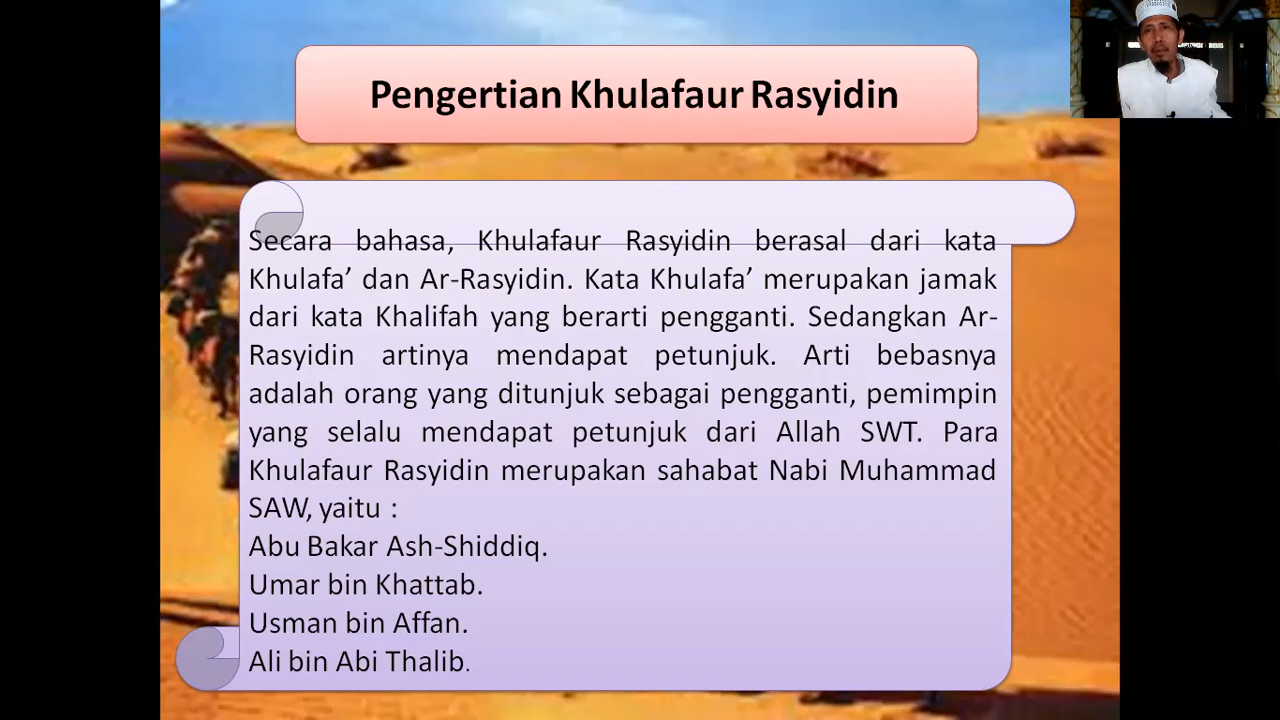 Pengertian Khulafaur Rasyidin
Secara bahasa, Khulafaur Rasyidin berasal dari kata
Khulafa’ dan Ar-Rasyidin. Kata Khulafa’ merupakan jamak
dari kata Khalifah yang berarti pengganti. Sedangkan Ar-
Rasyidin artinya mendapat petunjuk. Arti bebasnya
adalah orang yang ditunjuk sebagai pengganti, pemimpin
yang selalu mendapat petunjuk dari Allah SWT. Para
Khulafaur Rasyidin merupakan sahabat Nabi Muhammad
SAW, yaitu :
Abu Bakar Ash-Shiddiq.
Umar bin Khattab.
Usman bin Affan.
Ali bin Abi Thalib.